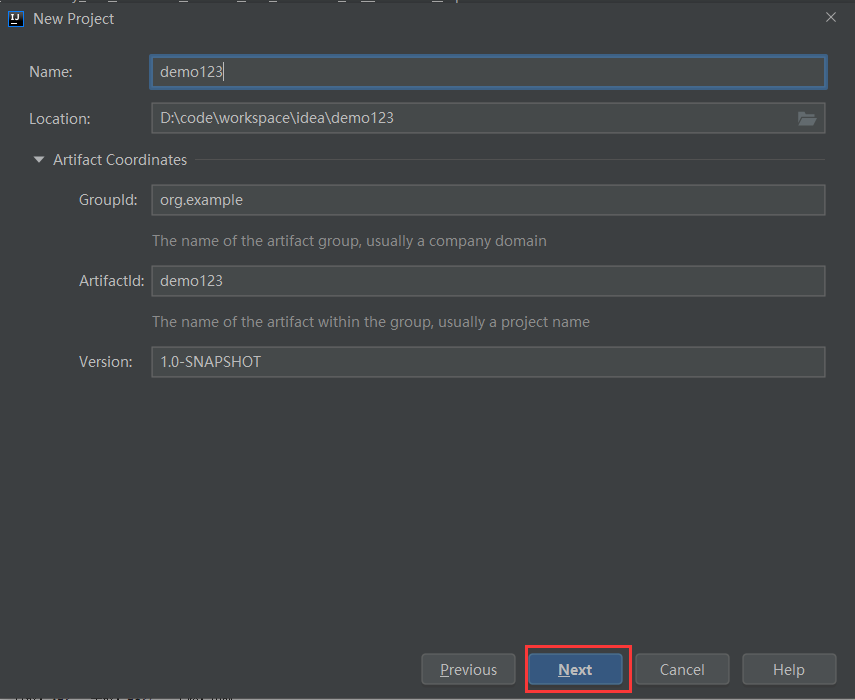 New Project
Name: demo123
Location: D:\code\workspace\idea\demo123
Artifact Coordinates
GroupId: org.example
The name of the artifact group, usually a company domain
ArtifactId: demo123
The name of the artifact within the group, usually a project name
Version: 1.0-SNAPSHOT
Previous Next Cancel Help